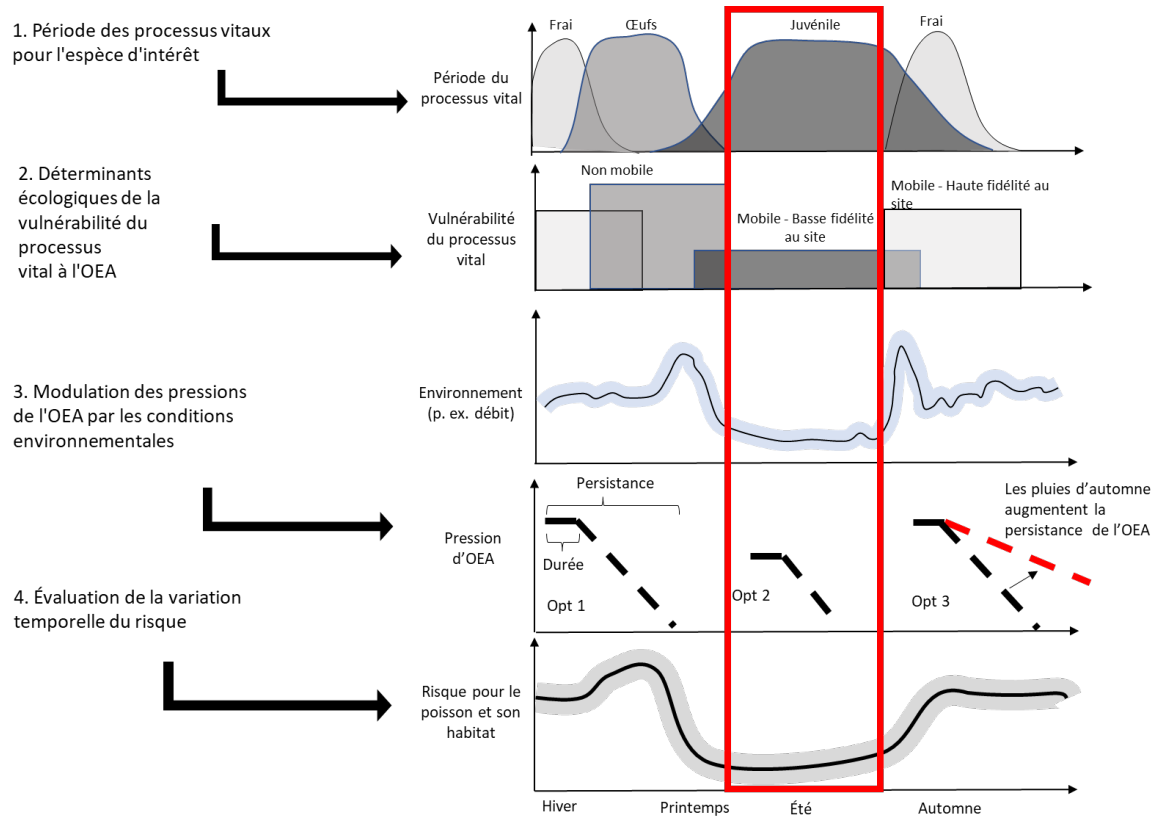 1. Période des processus vitaux
pour l'espèce d'intérêt
Frai
Œufs
Juvénile
Frai
Période du
processus vital
2. Déterminants
écologiques de la
vulnérabilité du
processus
vital à l'OEA
Non mobile
Mobile - Basse fidélité
au site
Mobile - Haute fidélité au
site
Vulnérabilité
du processus
vital
3. Modulation des pressions
de l'OEA par les conditions
environnementales
Environnement
(p. ex. débit)
Persistance
Durée
Pression
d’OEA
Opt 1
Opt 2
Opt 3
Les pluies d’automne
augmentent la
persistance de l’OEA
4. Évaluation de la variation
temporelle du risque
Risque pour le
poisson et son
habitat
Hiver
Printemps
Été
Automne